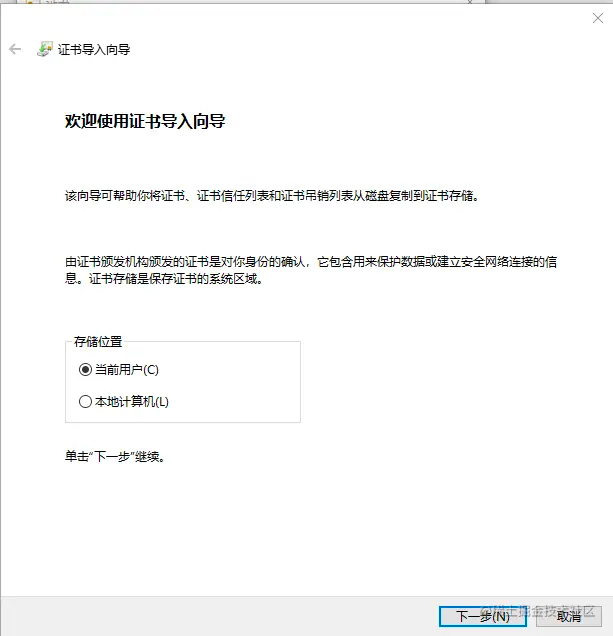 证书导入向导
欢迎使用证书导入向导
该向导可帮助你将证书、证书信任列表和证书吊销列表从磁盘复制到证书存储。
由证书颁发机构颁发的证书是对你身份的确认，它包含用来保护数据或建立安全网络连接的信
息。证书存储是保存证书的系统区域。
存储位置
当前用户(C)
本地计算机(L)
单击“下一步”继续。
下一步(N)
取消
@稀土掘金技术社区